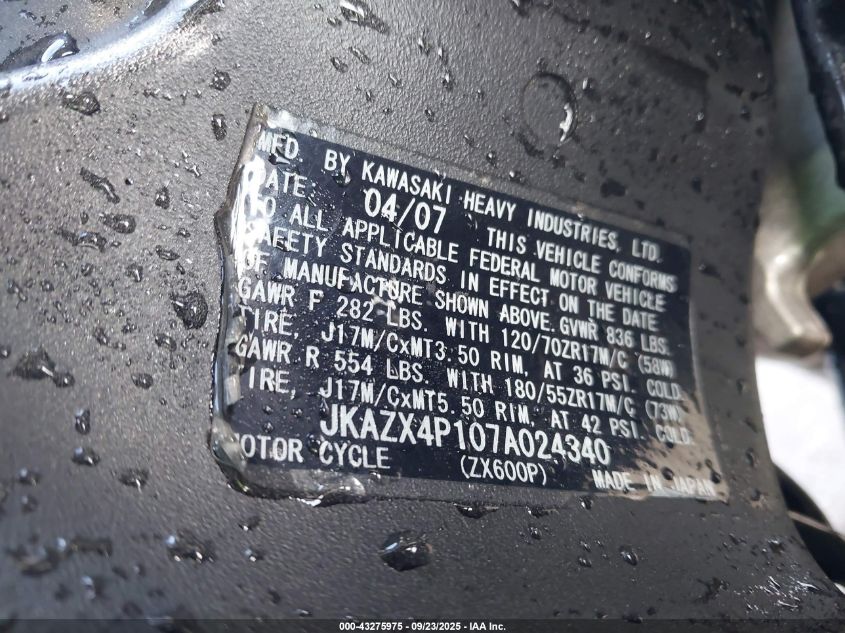 MFD. BY KAWASAKI HEAVY INDUSTRIES, LTD.
DATE: 04/07 THIS VEHICLE CONFORMS
TO ALL APPLICABLE FEDERAL MOTOR VEHICLE
SAFETY STANDARDS IN EFFECT ON THE DATE
OF MANUFACTURE SHOWN ABOVE. GVWR 836 LBS.
GAWR F 282 LBS. WITH 120/70ZR17M/C (58W)
TIRE, J17M/CxMT3.50 RIM, AT 36 PSI. COLD.
GAWR R 554 LBS. WITH 180/55ZR17M/C (73W)
TIRE, J17M/CxMT5.50 RIM, AT 42 PSI. COLD.
JKAZX4P107A024340
MOTOR CYCLE (ZX600P) MADE IN JAPAN
000-43275975 - 09/23/2025 - IAA Inc.